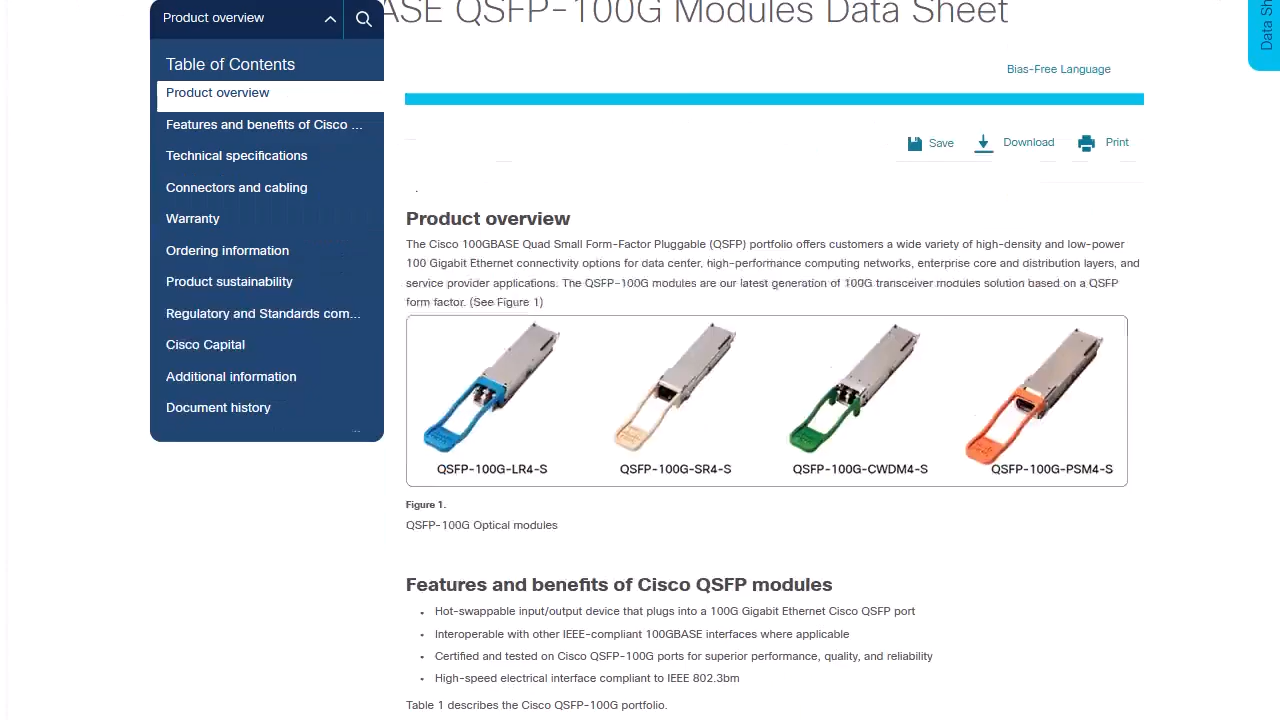 Product overview
ASE QSFP-100G Modules Data Sheet
Data Sh
Table of Contents
Product overview
Features and benefits of Cisco ...
Technical specifications
Connectors and cabling
Warranty
Ordering information
Product sustainability
Regulatory and Standards com...
Cisco Capital
Additional information
Document history
Bias-Free Language
Save Download Print
Product overview
The Cisco 100GBASE Quad Small Form-Factor Pluggable (QSFP) portfolio offers customers a wide variety of high-density and low-power
100 Gigabit Ethernet connectivity options for data center, high-performance computing networks, enterprise core and distribution layers, and
service provider applications. The QSFP-100G modules are our latest generation of 100G transceiver modules solution based on a QSFP
form factor. (See Figure 1)
QSFP-100G-LR4-S QSFP-100G-SR4-S QSFP-100G-CWDM4-S QSFP-100G-PSM4-S
Figure 1.
QSFP-100G Optical modules
Features and benefits of Cisco QSFP modules
• Hot-swappable input/output device that plugs into a 100G Gigabit Ethernet Cisco QSFP port
• Interoperable with other IEEE-compliant 100GBASE interfaces where applicable
• Certified and tested on Cisco QSFP-100G ports for superior performance, quality, and reliability
• High-speed electrical interface compliant to IEEE 802.3bm
Table 1 describes the Cisco QSFP-100G portfolio.